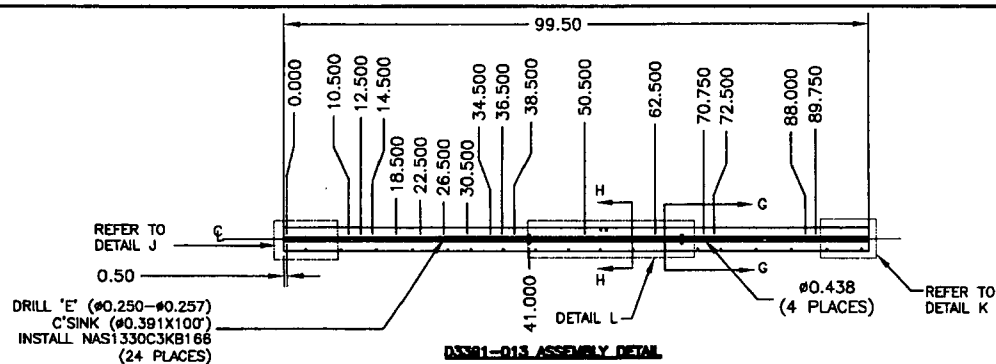 99.50
0.000
10.500
12.500
14.500
18.500
22.500
26.500
30.500
34.500
36.500
38.500
50.500
62.500
70.750
72.500
88.000
89.750
H
G
REFER TO
DETAIL J
℄
0.50
H
G
41.000
DETAIL L
ø0.438
(4 PLACES)
REFER TO
DETAIL K
DRILL "E" (ø0.250-ø0.257)
C'SINK (ø0.391X100°)
INSTALL NAS1330C3KB166
(24 PLACES)
D3391-013 ASSEMBLY DETAIL